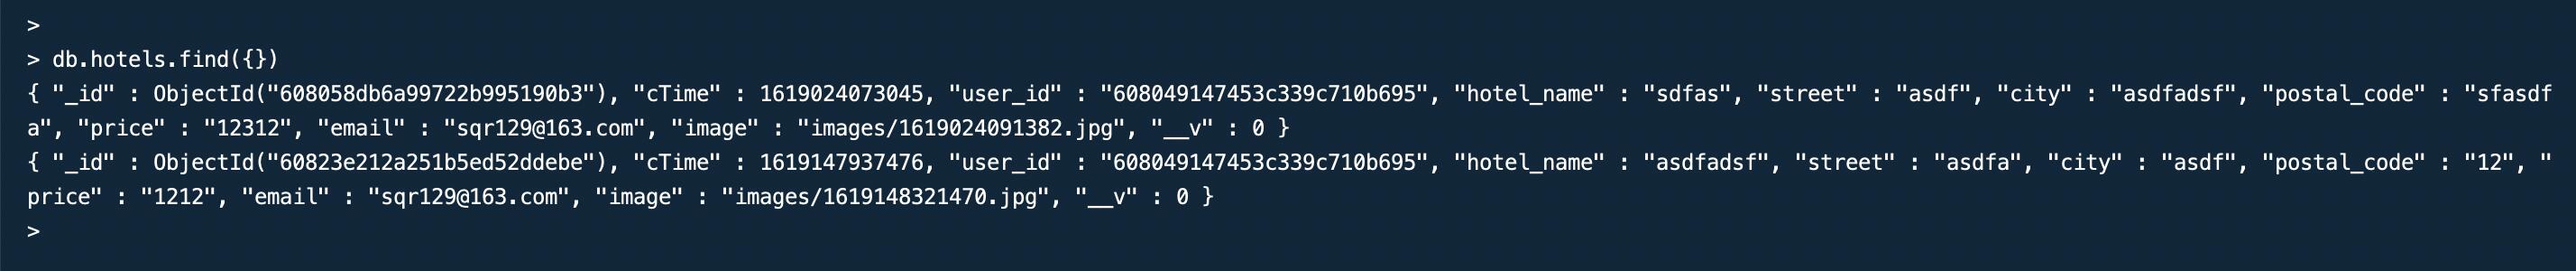 >
> db.hotels.find({})
{ "_id" : ObjectId("608058db6a99722b995190b3"), "cTime" : 1619024073045, "user_id" : "608049147453c339c710b695", "hotel_name" : "sdfas", "street" : "asdf", "city" : "asdfadsf", "postal_code" : "sfasdf
a", "price" : "12312", "email" : "sqr129@163.com", "image" : "images/1619024091382.jpg", "__v" : 0 }
{ "_id" : ObjectId("60823e212a251b5ed52ddebe"), "cTime" : 1619147937476, "user_id" : "608049147453c339c710b695", "hotel_name" : "asdfadsf", "street" : "asdfa", "city" : "asdf", "postal_code" : "12", "
price" : "1212", "email" : "sqr129@163.com", "image" : "images/1619148321470.jpg", "__v" : 0 }
>